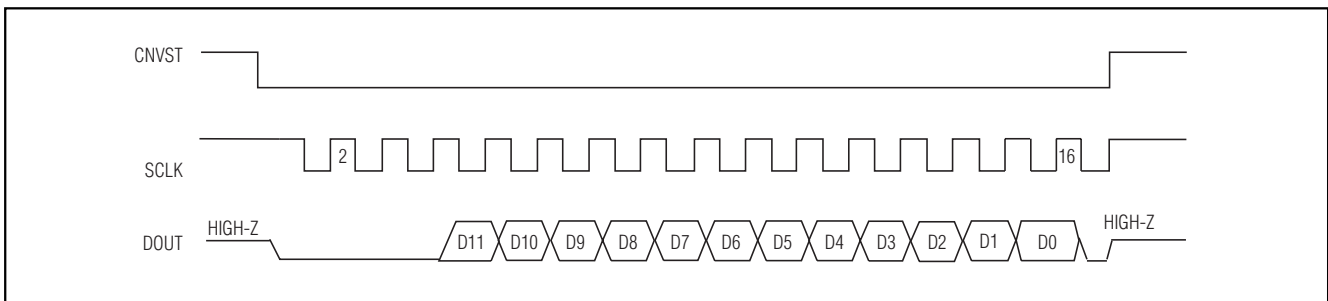 CNVST
2
16
SCLK
HIGH-Z
HIGH-Z
DOUT
D11 D10 D9 D8 D7 D6 D5 D4 D3 D2 D1 D0